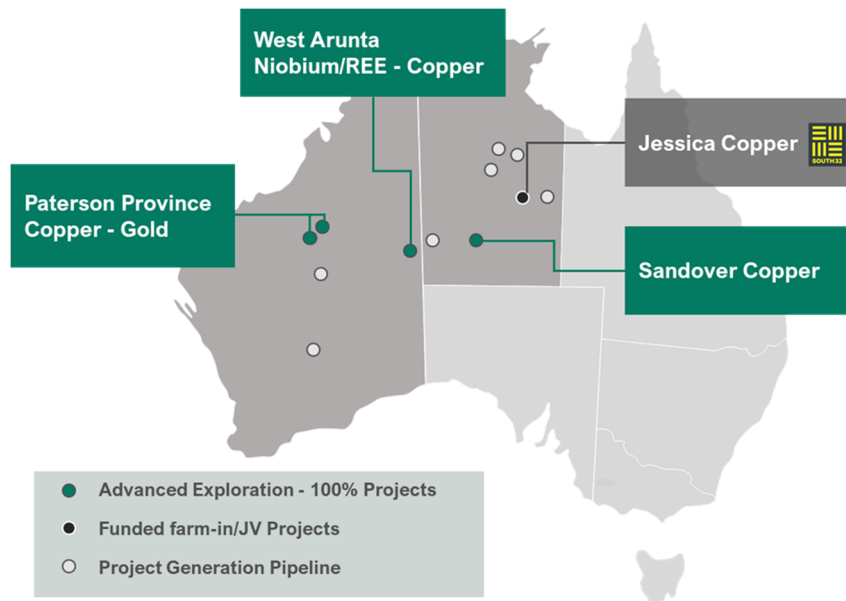 West Arunta
Niobium/REE - Copper
Jessica Copper
SOUTH32
Paterson Province
Copper - Gold
Sandover Copper
Advanced Exploration - 100% Projects
Funded farm-in/JV Projects
Project Generation Pipeline